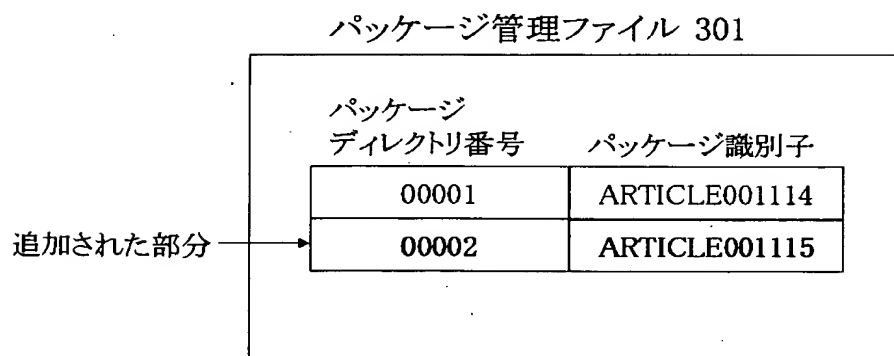 パッケージ管理ファイル 301
パッケージ
ディレクトリ番号 パッケージ識別子
00001 ARTICLE001114
追加された部分 00002 ARTICLE001115